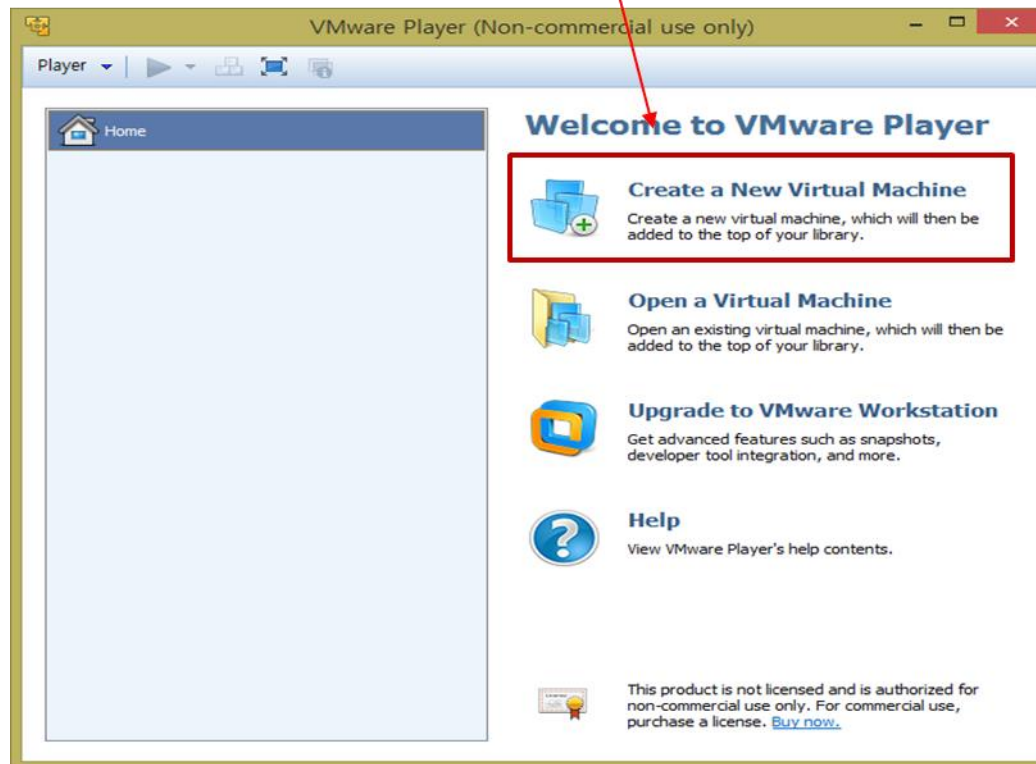 VMware Player (Non-commercial use only)
Player
Home
Welcome to VMware Player
Create a New Virtual Machine
Create a new virtual machine, which will then be
added to the top of your library.
Open a Virtual Machine
Open an existing virtual machine, which will then be
added to the top of your library.
Upgrade to VMware Workstation
Get advanced features such as snapshots,
developer tool integration, and more.
Help
View VMware Player's help contents.
This product is not licensed and is authorized for
non-commercial use only. For commercial use,
purchase a license. Buy now.